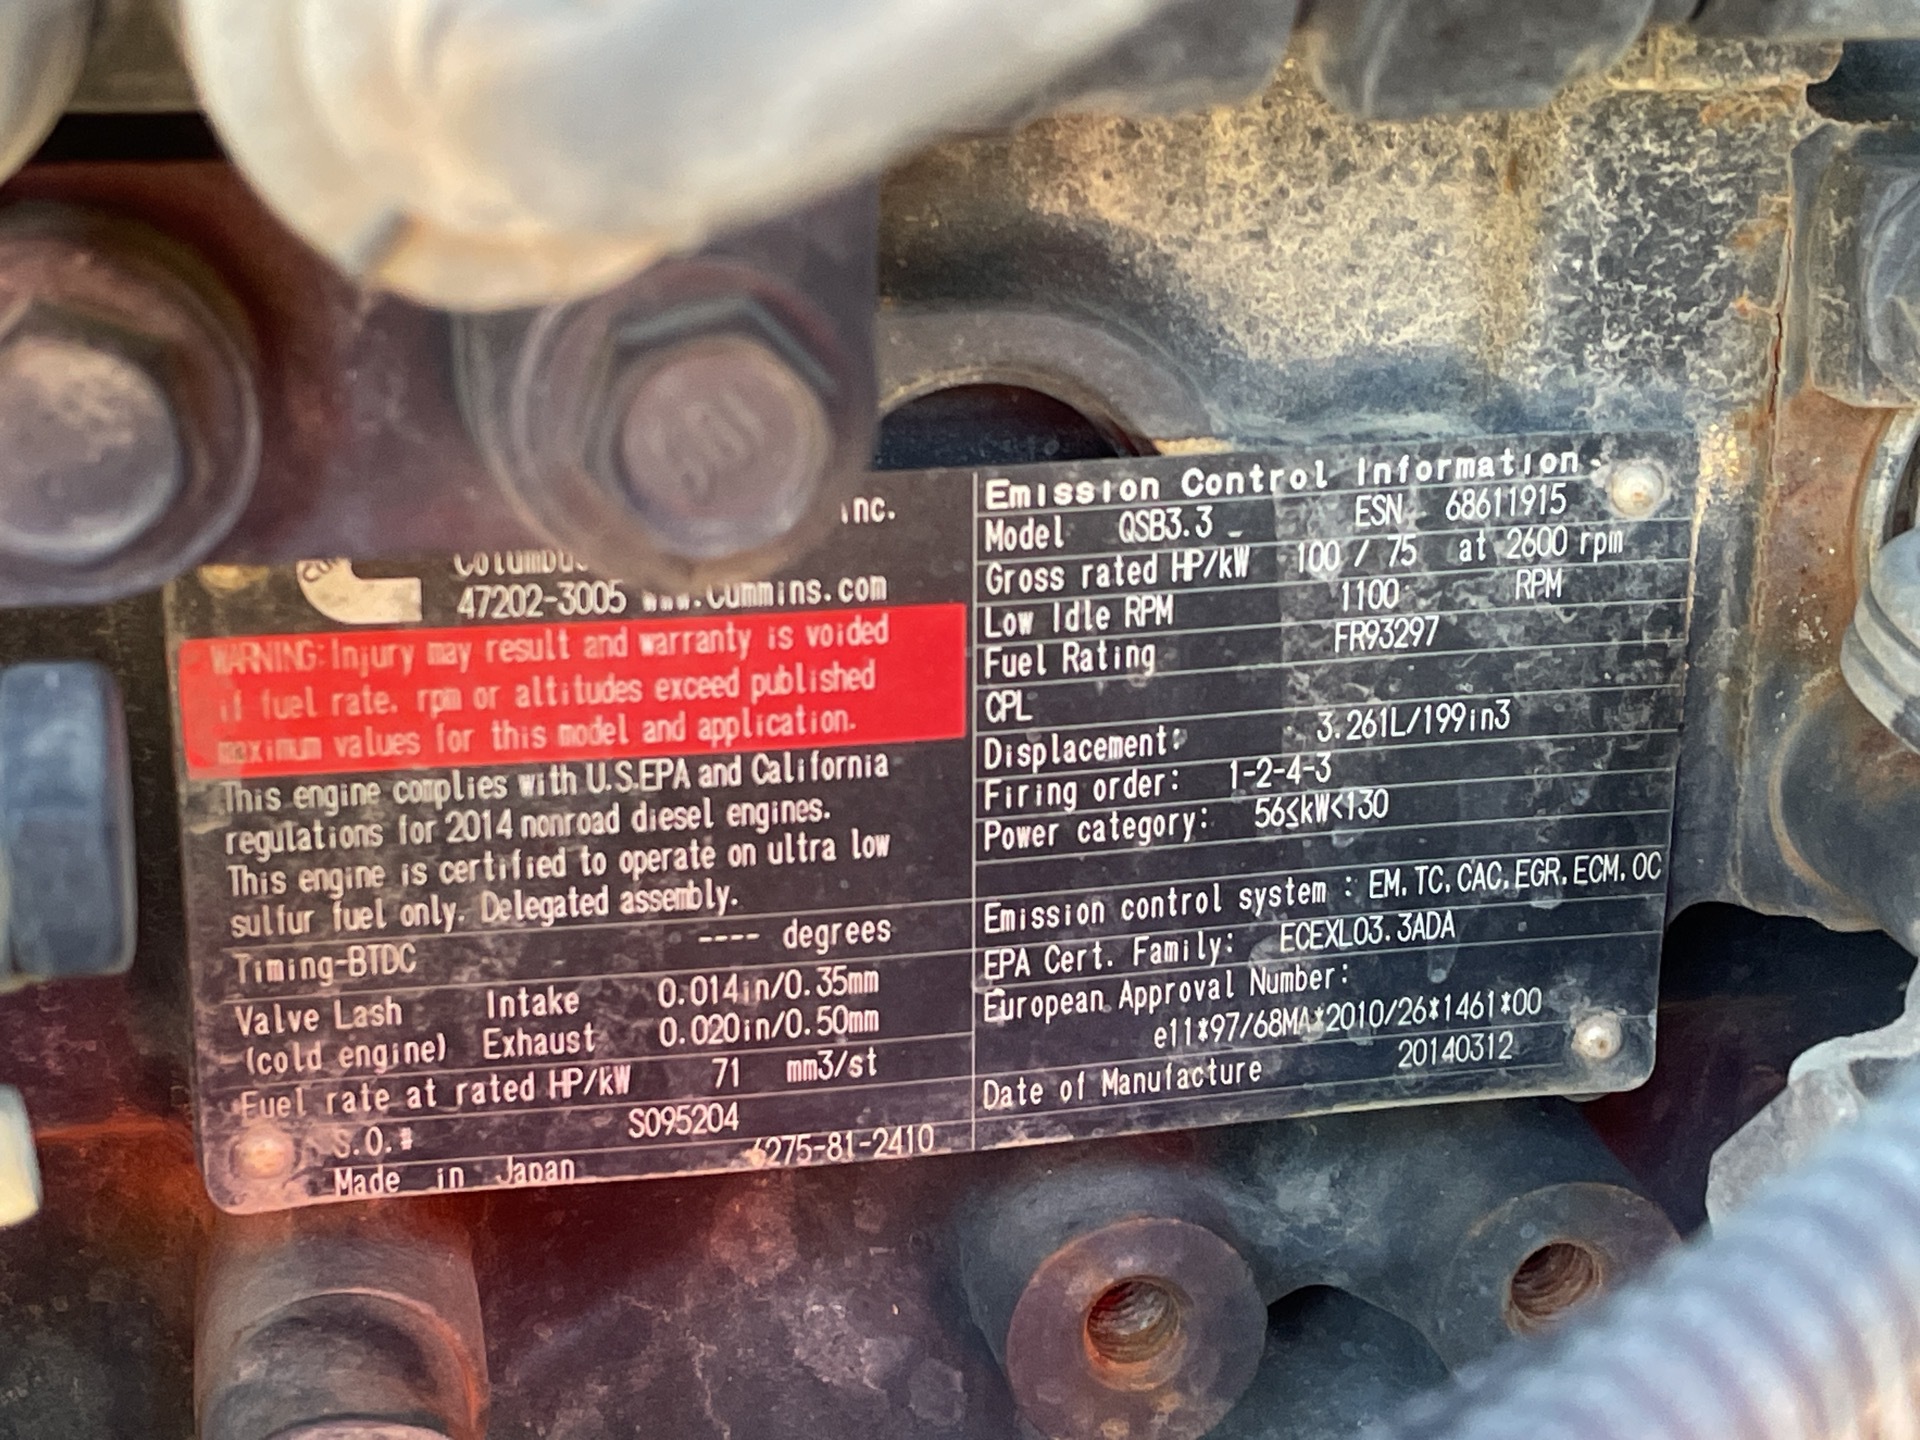 inc.
47202-3005 www.cummins.com
WARNING: Injury may result and warranty is voided
if fuel rate. rpm or altitudes exceed published
maximum values for this model and application.
This engine complies with U.S.EPA and California
regulations for 2014 nonroad diesel engines.
This engine is certified to operate on ultra low
sulfur fuel only. Delegated assembly.
Timing-BTDC ---- degrees
Valve Lash Intake 0.014in/0.35mm
(cold engine) Exhaust 0.020in/0.50mm
Fuel rate at rated HP/kW 71 mm3/st
S.O.# S095204
Made in Japan 6275-81-2410
Emission Control Information
Model QSB3.3 ESN 68611915
Gross rated HP/kW 100 / 75 at 2600 rpm
Low Idle RPM 1100 RPM
Fuel Rating FR93297
CPL
Displacement: 3.261L/199in3
Firing order: 1-2-4-3
Power category: 56≤kW<130
Emission control system : EM. TC. CAC. EGR. ECM. OC
EPA Cert. Family: ECEXL03.3ADA
European Approval Number:
e11*97/68MA*2010/26*1461*00
Date of Manufacture 20140312